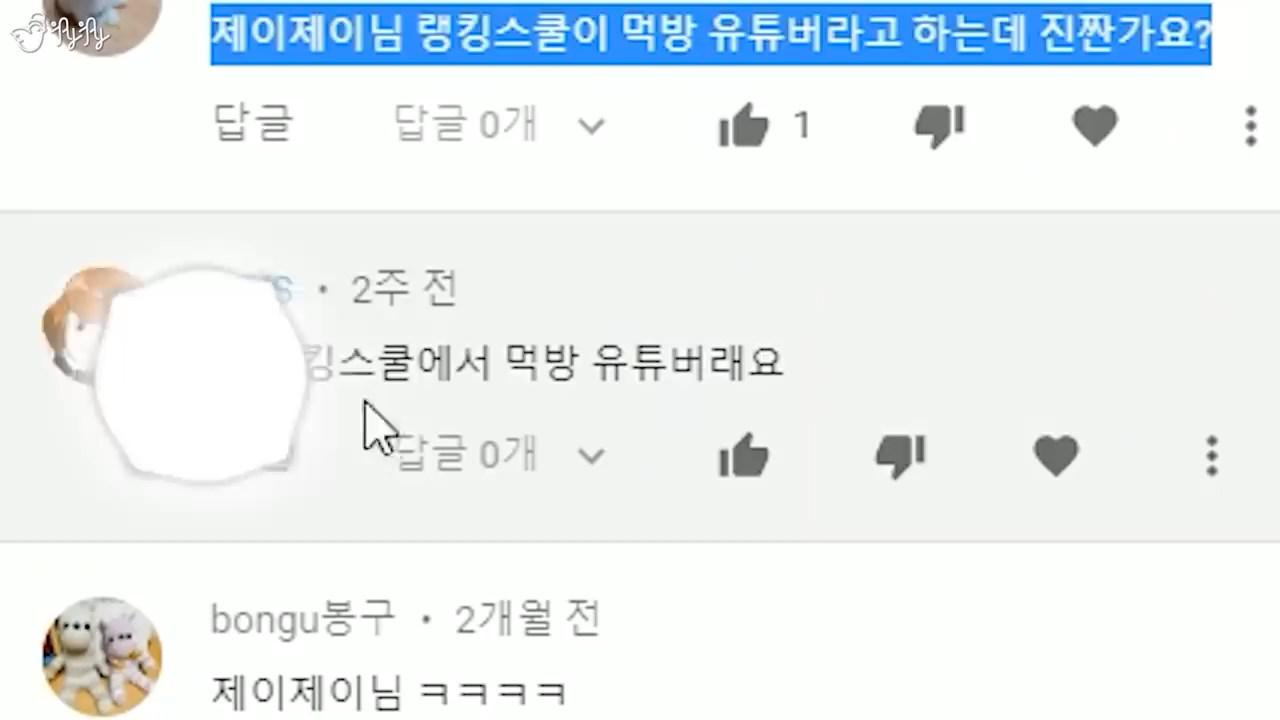 제이제이님 랭킹스쿨이 먹방 유튜버라고 하는데 진짠가요?
답글 답글 0개 1
2주 전
킹스쿨에서 먹방 유튜버래요
답글 0개
bongu봉구 · 2개월 전
제이제이님 ㅋㅋㅋㅋ